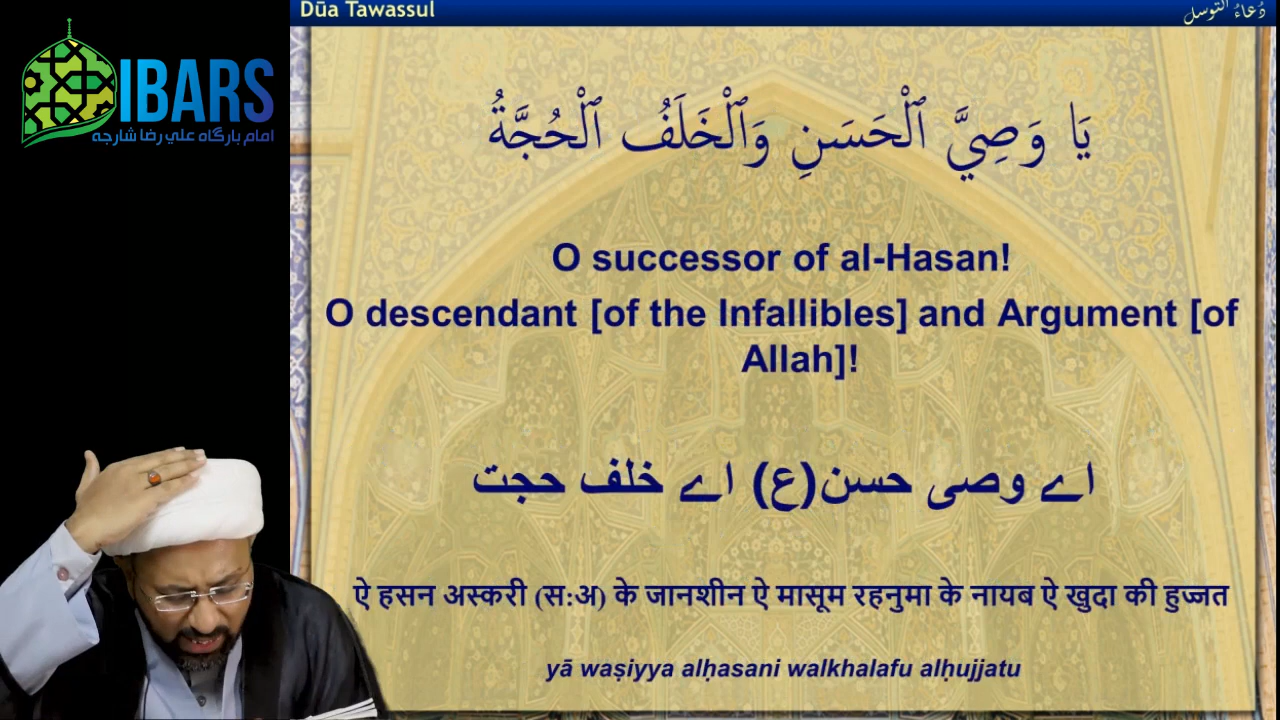 Dūa Tawassul
دُعاءُ التوسل
IBARS
امام بارگاه علي رضا شارجه
يَا وَصِيَّ ٱلْحَسَنِ وَٱلْخَلَفُ ٱلْحُجَّةُ
O successor of al-Hasan!
O descendant [of the Infallibles] and Argument [of
Allah]!
اے وصی حسن(ع) اے خلف حجت
ऐ हसन अस्करी (स:अ) के जानशीन ऐ मासूम रहनुमा के नायब ऐ खुदा की हुज्जत
yā waṣiyya alḥasani walkhalafu alḥujjatu